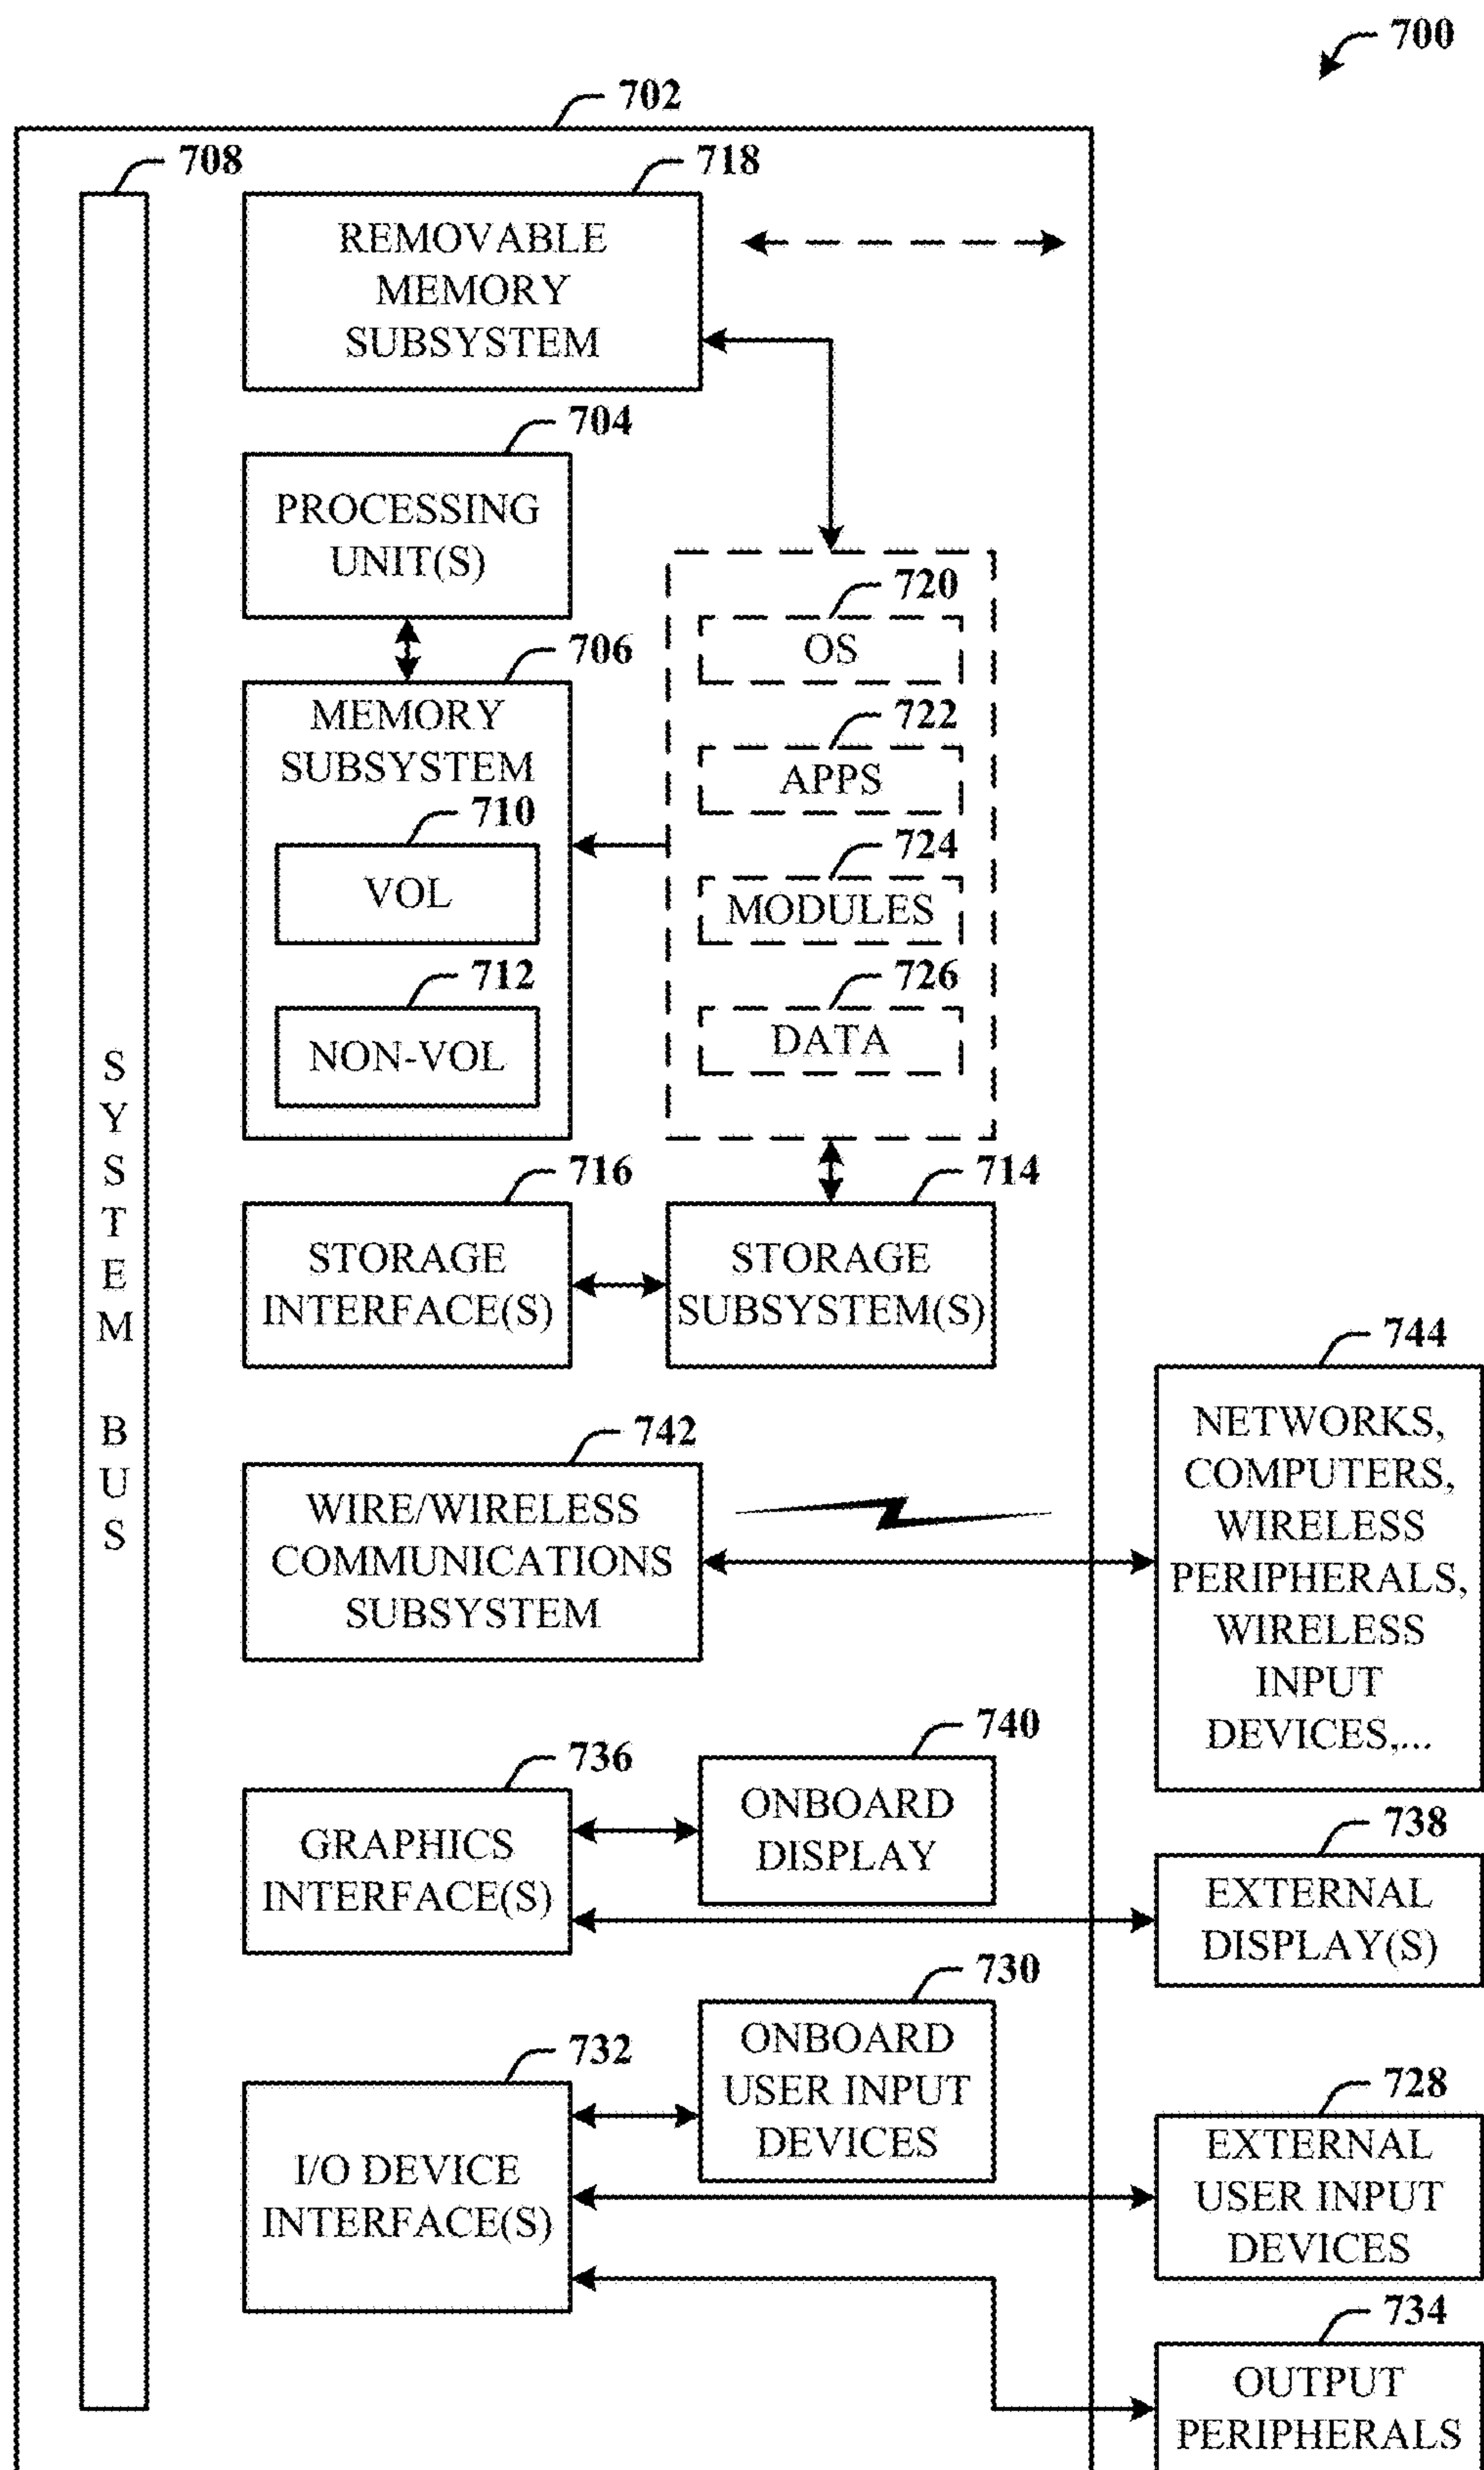 700
702
708
718
REMOVABLE
MEMORY
SUBSYSTEM
704
PROCESSING
UNIT(S)
720
OS
706
MEMORY
SUBSYSTEM
722
APPS
710
VOL
724
MODULES
712
NON-VOL
726
DATA
SYSTEM BUS
716
STORAGE
INTERFACE(S)
714
STORAGE
SUBSYSTEM(S)
744
NETWORKS,
COMPUTERS,
WIRELESS
PERIPHERALS,
WIRELESS
INPUT
DEVICES,...
742
WIRE/WIRELESS
COMMUNICATIONS
SUBSYSTEM
736
GRAPHICS
INTERFACE(S)
740
ONBOARD
DISPLAY
738
EXTERNAL
DISPLAY(S)
730
ONBOARD
USER INPUT
DEVICES
732
I/O DEVICE
INTERFACE(S)
728
EXTERNAL
USER INPUT
DEVICES
734
OUTPUT
PERIPHERALS